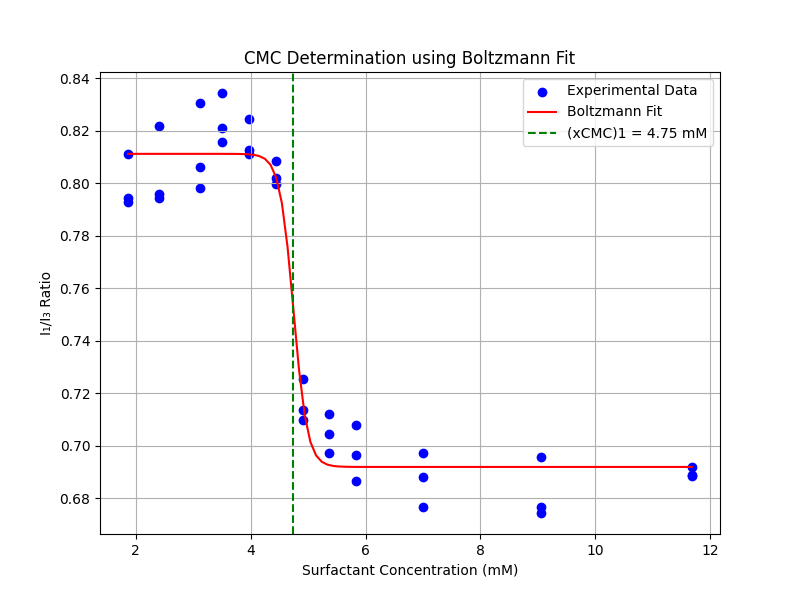 CMC Determination using Boltzmann Fit
Experimental Data
Boltzmann Fit
(xCMC)1 = 4.75 mM
I₁/I₃ Ratio
0.84
0.82
0.80
0.78
0.76
0.74
0.72
0.70
0.68
2 4 6 8 10 12
Surfactant Concentration (mM)